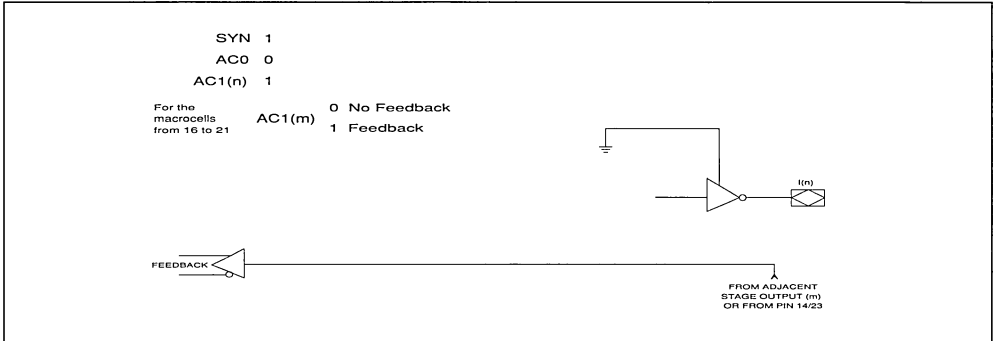 SYN 1
AC0 0
AC1(n) 1
For the
macrocells
from 16 to 21
AC1(m)
0 No Feedback
1 Feedback
I(n)
FEEDBACK
FROM ADJACENT
STAGE OUTPUT (m)
OR FROM PIN 14/23